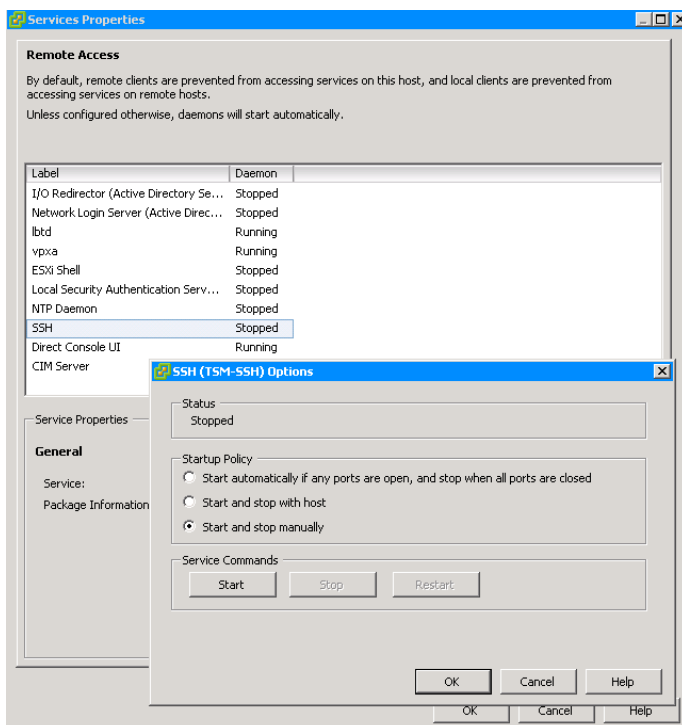 Services Properties
Remote Access
By default, remote clients are prevented from accessing services on this host, and local clients are prevented from
accessing services on remote hosts.
Unless configured otherwise, daemons will start automatically.
Label Daemon
I/O Redirector (Active Directory Se... Stopped
Network Login Server (Active Direc... Stopped
lbtd Running
vpxa Running
ESXi Shell Stopped
Local Security Authentication Serv... Stopped
NTP Daemon Stopped
SSH Stopped
Direct Console UI Running
CIM Server
SSH (TSM-SSH) Options
Status
Stopped
Service Properties
General
Service:
Package Information
Startup Policy
Start automatically if any ports are open, and stop when all ports are closed
Start and stop with host
Start and stop manually
Service Commands
Start Stop Restart
OK Cancel Help
OK Cancel Help